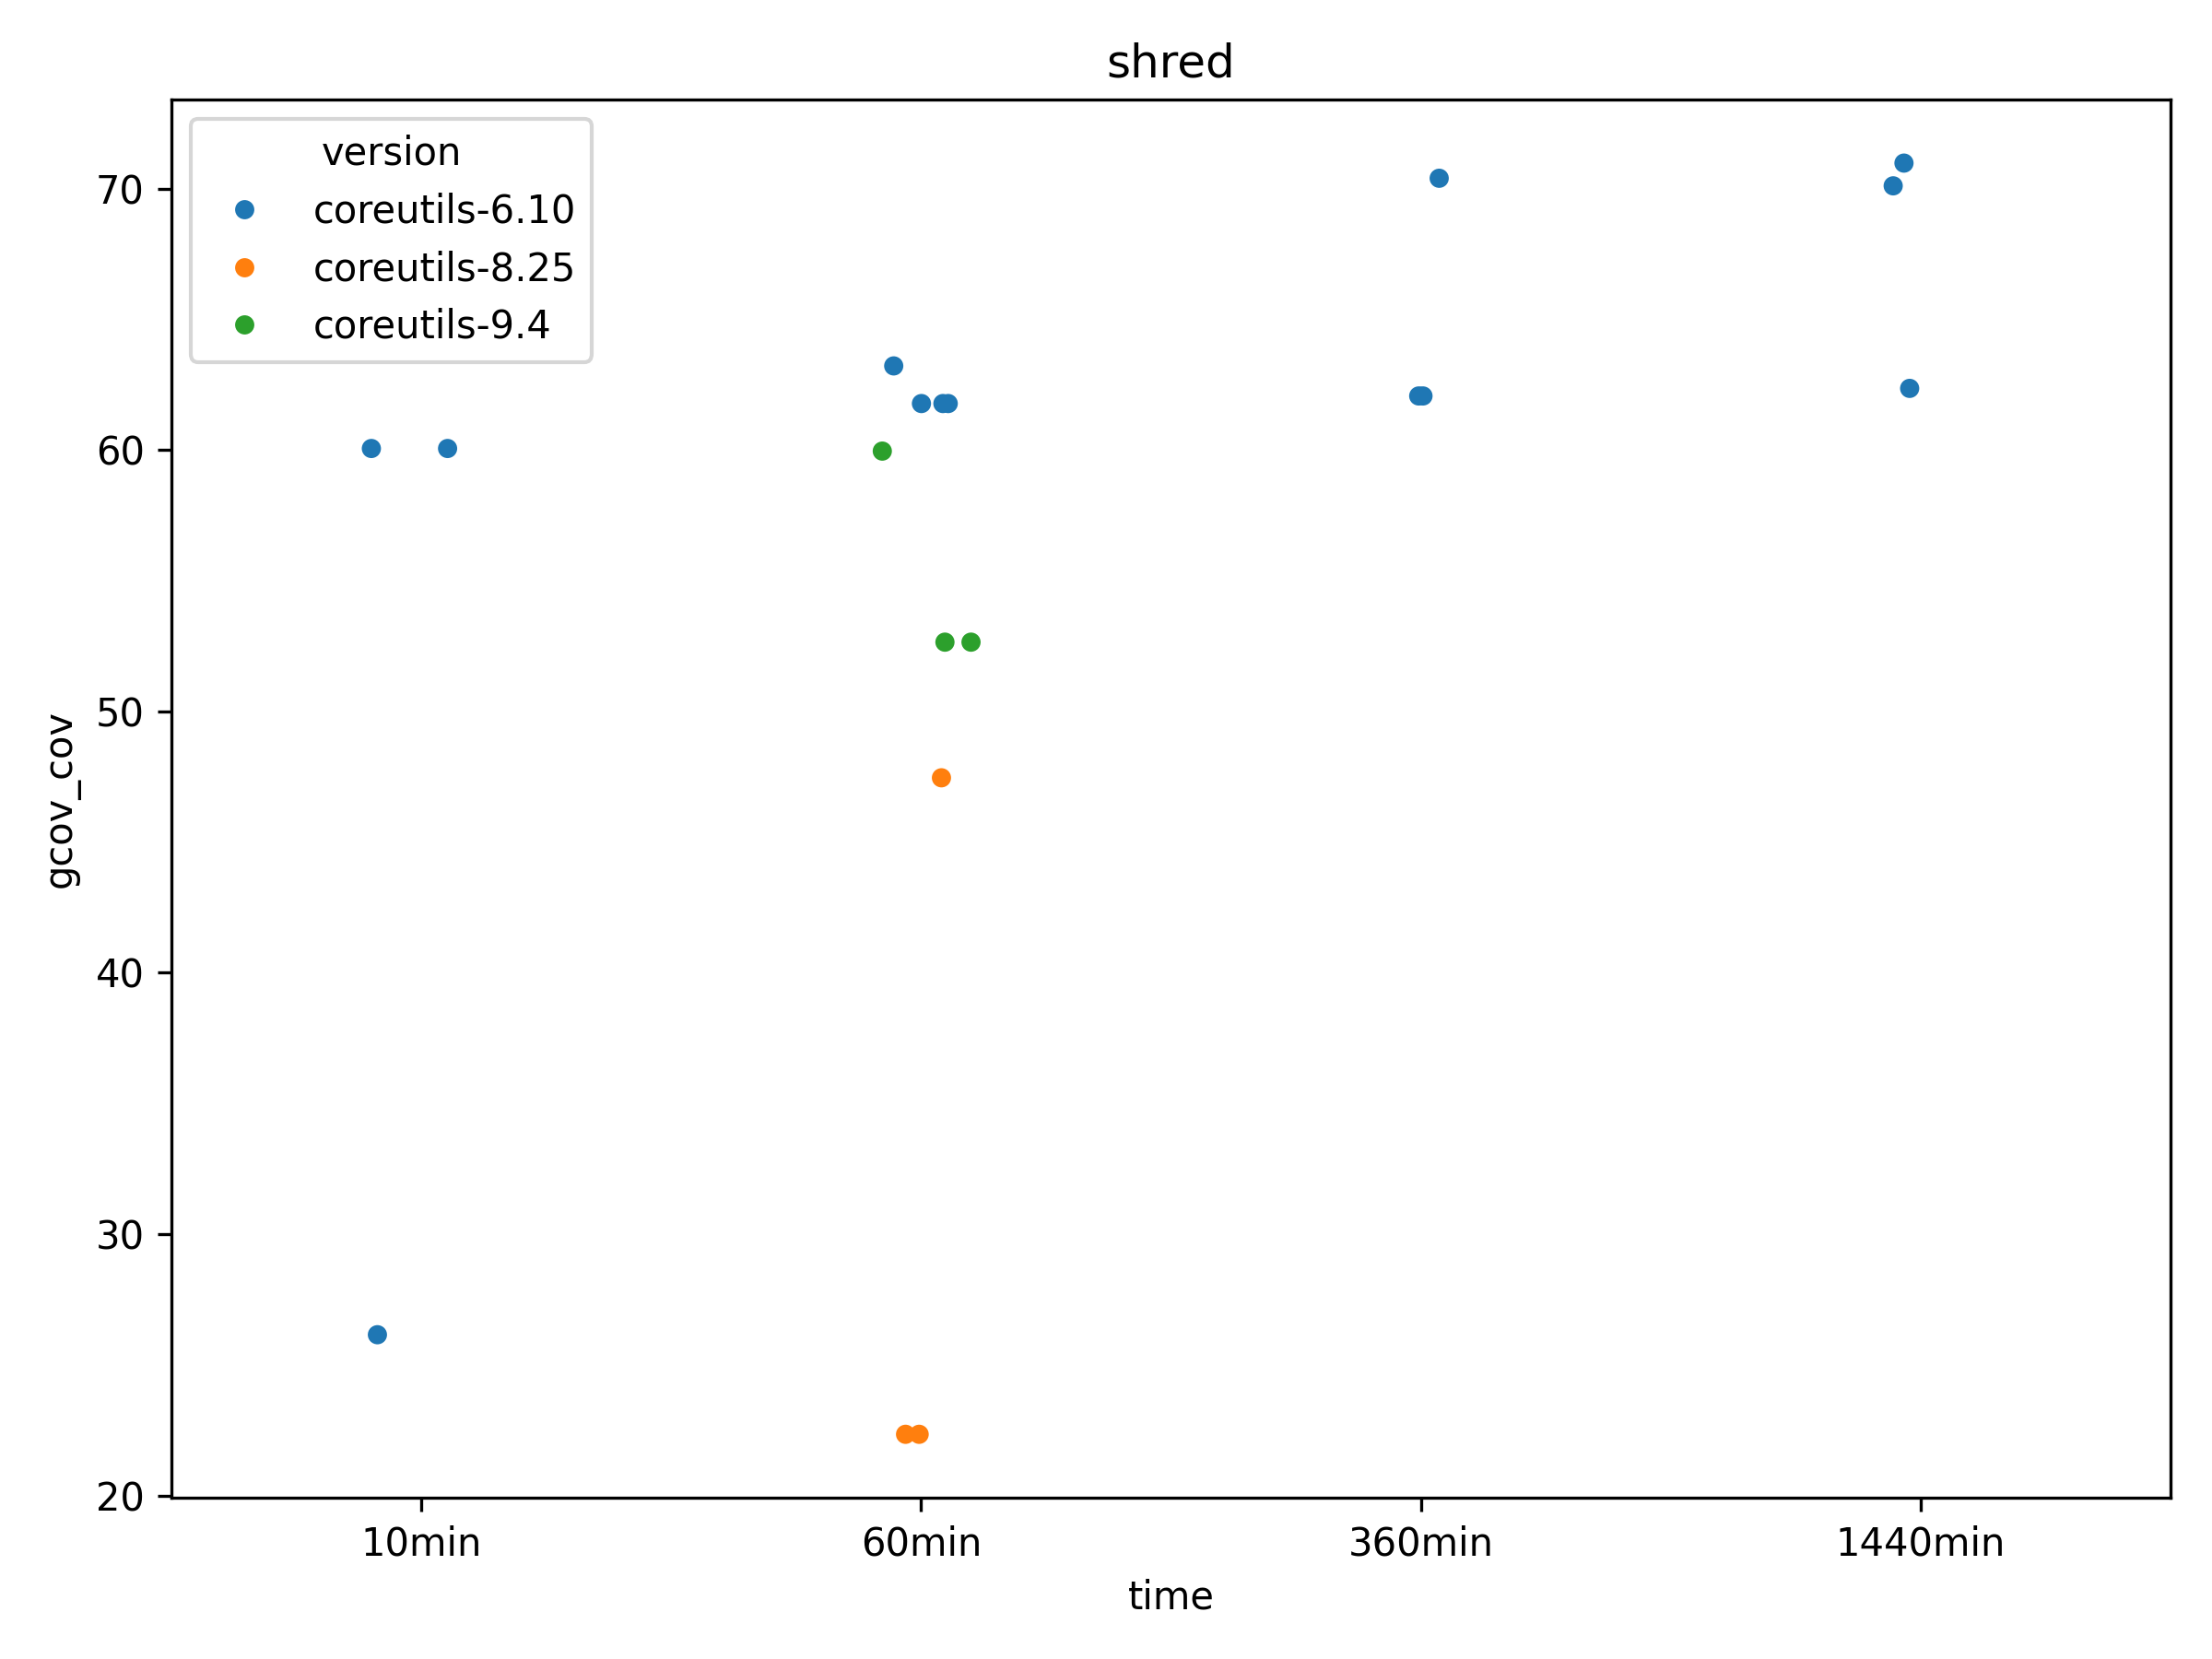 shred
version
coreutils-6.10
coreutils-8.25
coreutils-9.4
gcov_cov
70
60
50
40
30
20
10min 60min 360min 1440min
time